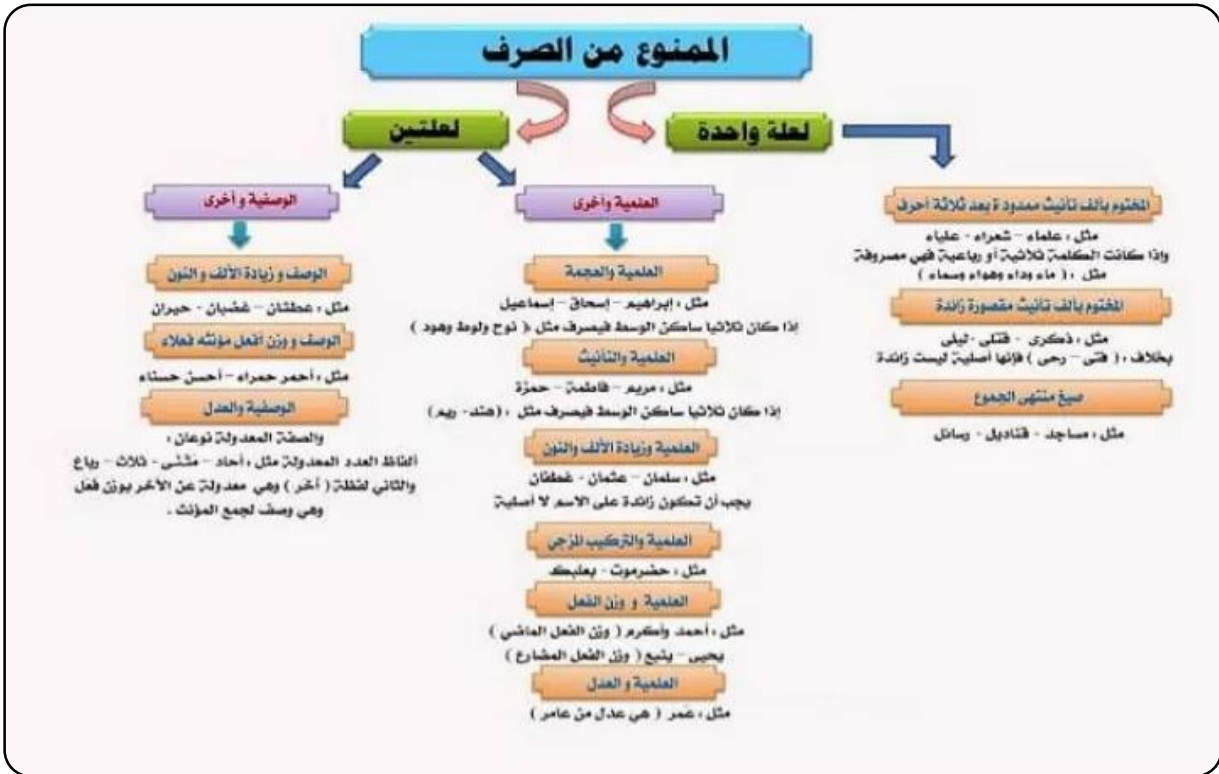 الممنوع من الصرف
لعلة واحدة
لعلتين
المختوم بألف تأنيث ممدودة بعد ثلاثة أحرف
مثل : علماء - شعراء - علياء
وإذا كانت الكلمة ثلاثية أو رباعية فهي مصروفة
مثل : ( ماء وداء وهواء وسماء )
المختوم بألف تأنيث مقصورة زائدة
مثل : ذكرى - قتلى - ليلى
بخلاف : ( فتى - رحى ) فإنها أصلية ليست زائدة
صيغ منتهى الجموع
مثل : مساجد - قناديل - رسائل
العلمية وأخرى
العلمية والعجمة
مثل : إبراهيم - إسحاق - إسماعيل
إذا كان ثلاثيا ساكن الوسط فيصرف مثل ( نوح ولوط وهود )
العلمية والتأنيث
مثل : مريم - فاطمة - حمزة
إذا كان ثلاثيا ساكن الوسط فيصرف مثل : (هند - ريم)
العلمية وزيادة الألف والنون
مثل : سلمان - عثمان - غطفان
يجب أن تكون زائدة على الاسم لا أصلية
العلمية والتركيب المزجي
مثل : حضرموت - بعلبك
العلمية و وزن الفعل
مثل : أحمد وأكرم ( وزن الفعل الماضي )
يحيى - ينبع ( وزن الفعل المضارع )
العلمية و العدل
مثل : عمر ( هي عدل من عامر )
الوصفية و أخرى
الوصف و زيادة الألف و النون
مثل : عطشان - غضبان - حيران
الوصف و وزن أفعل مؤنثه فعلاء
مثل : أحمر حمراء - أحسن حسناء
الوصفية والعدل
والصفة المعدولة نوعان :
ألفاظ العدد المعدولة مثل : أحاد - مثنى - ثلاث - رباع
والثاني لفظة ( أخر ) وهي معدولة عن الآخر بوزن فعل
وهي وصف لجمع المؤنث .